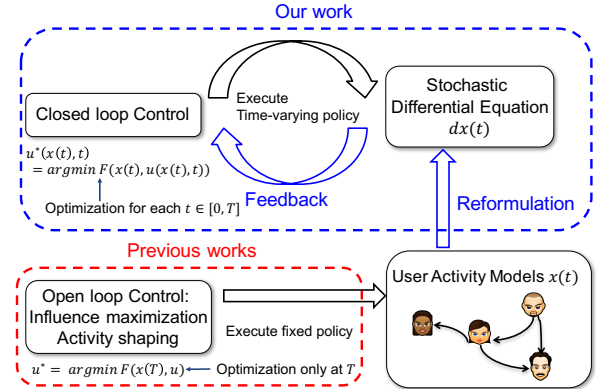 Our work
Closed loop Control
Execute
Time-varying policy
Stochastic
Differential Equation
dx(t)
u*(x(t), t)
= argmin F(x(t), u(x(t), t))
Feedback
Optimization for each t ∈ [0, T]
Reformulation
Previous works
Open loop Control:
Influence maximization
Activity shaping
Execute fixed policy
User Activity Models x(t)
u* = argmin F(x(T), u)
Optimization only at T